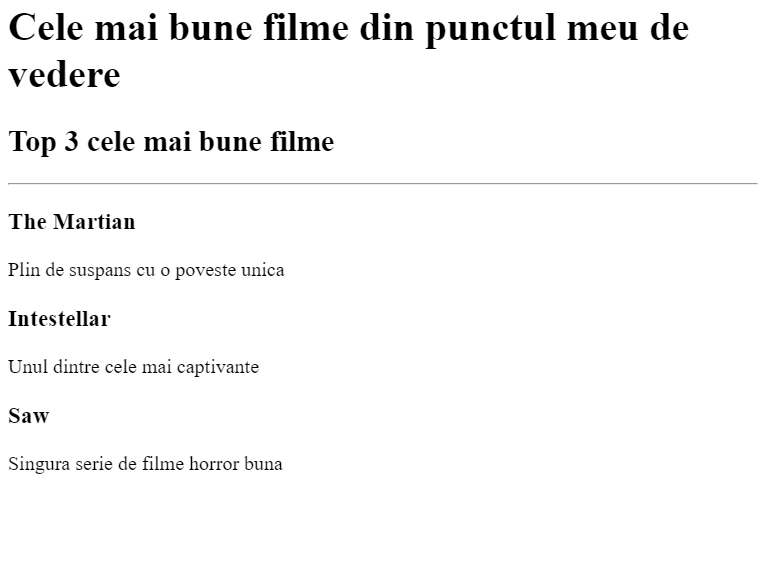 Cele mai bune filme din punctul meu de
vedere
Top 3 cele mai bune filme
The Martian
Plin de suspans cu o poveste unica
Intestellar
Unul dintre cele mai captivante
Saw
Singura serie de filme horror buna